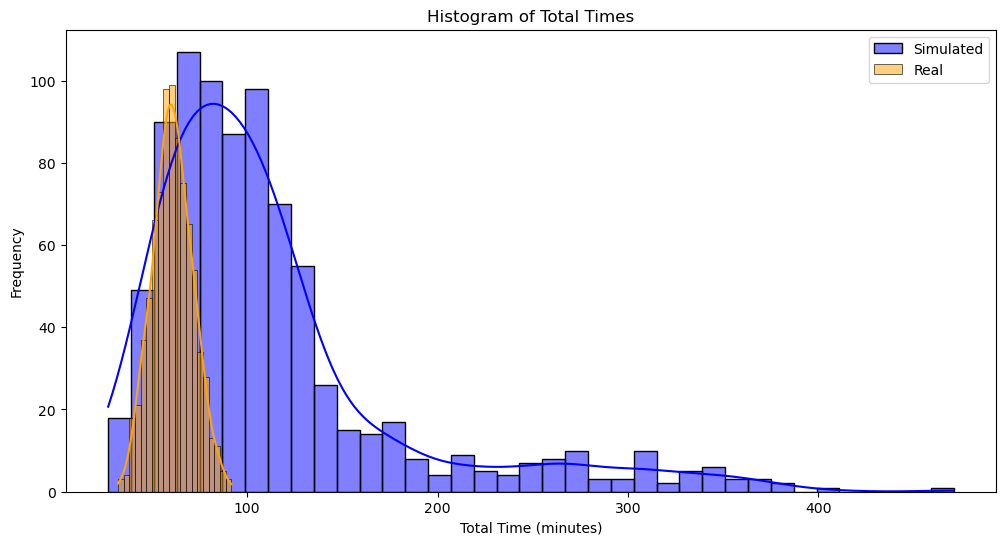 Histogram of Total Times
Simulated
Real
Frequency
100
80
60
40
20
0
100
200
300
400
Total Time (minutes)